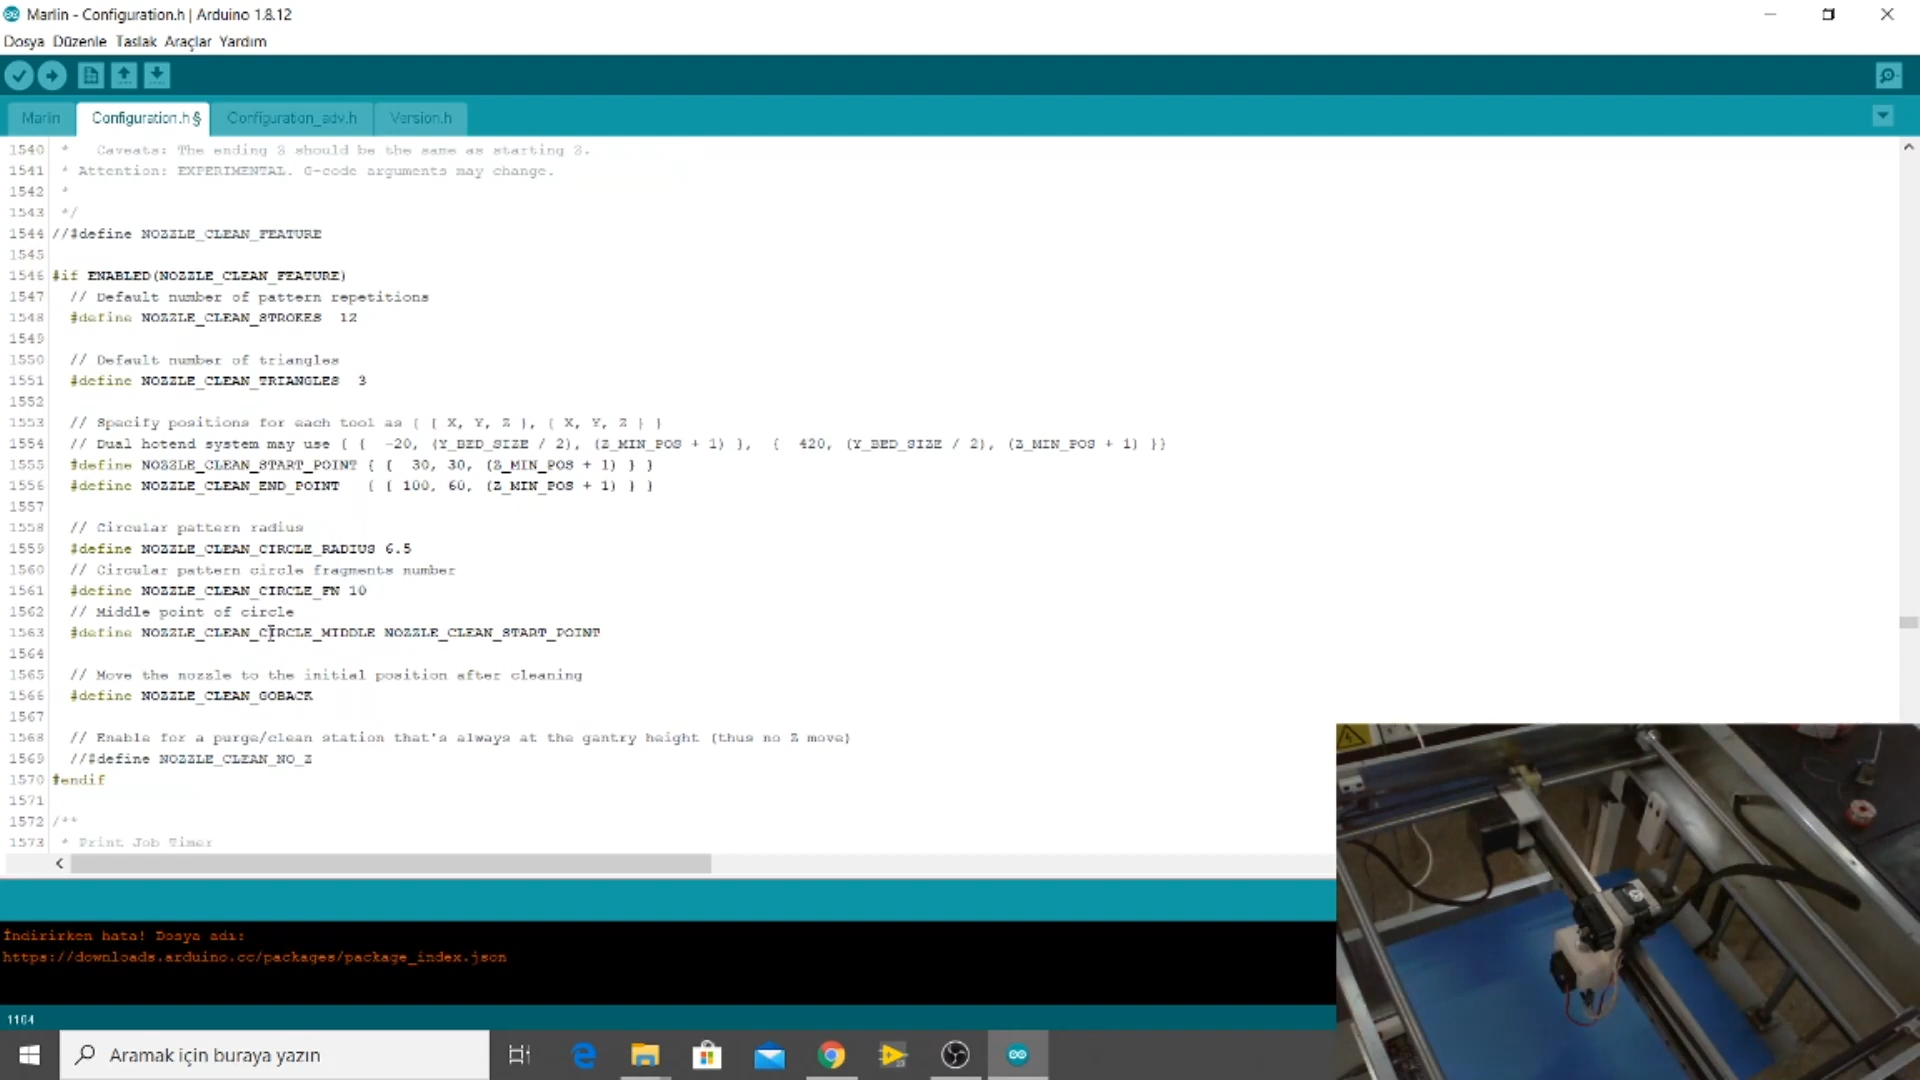 Marlin - Configuration.h | Arduino 1.8.12
Dosya Düzenle Taslak Araçlar Yardım
Marlin Configuration.h § Configuration_adv.h Version.h
1540 *   Caveats: The ending Z should be the same as starting Z.
1541 * Attention: EXPERIMENTAL. G-code arguments may change.
1542 *
1543 */
1544 //#define NOZZLE_CLEAN_FEATURE
1545
1546 #if ENABLED(NOZZLE_CLEAN_FEATURE)
1547 // Default number of pattern repetitions
1548 #define NOZZLE_CLEAN_STROKES  12
1549
1550 // Default number of triangles
1551 #define NOZZLE_CLEAN_TRIANGLES  3
1552
1553 // Specify positions for each tool as { { X, Y, Z }, { X, Y, Z } }
1554 // Dual hotend system may use { {  -20, (Y_BED_SIZE / 2), (Z_MIN_POS + 1) },  {  420, (Y_BED_SIZE / 2), (Z_MIN_POS + 1) }}
1555 #define NOZZLE_CLEAN_START_POINT { {  30, 30, (Z_MIN_POS + 1) } }
1556 #define NOZZLE_CLEAN_END_POINT   { { 100, 60, (Z_MIN_POS + 1) } }
1557
1558 // Circular pattern radius
1559 #define NOZZLE_CLEAN_CIRCLE_RADIUS 6.5
1560 // Circular pattern circle fragments number
1561 #define NOZZLE_CLEAN_CIRCLE_FN 10
1562 // Middle point of circle
1563 #define NOZZLE_CLEAN_CIRCLE_MIDDLE NOZZLE_CLEAN_START_POINT
1564
1565 // Move the nozzle to the initial position after cleaning
1566 #define NOZZLE_CLEAN_GOBACK
1567
1568 // Enable for a purge/clean station that's always at the gantry height (thus no Z move)
1569 //#define NOZZLE_CLEAN_NO_Z
1570 #endif
1571
1572 /**
1573 * Print Job Timer
İndirirken hata! Dosya adı:
https://downloads.arduino.cc/packages/package_index.json
1164
Aramak için buraya yazın